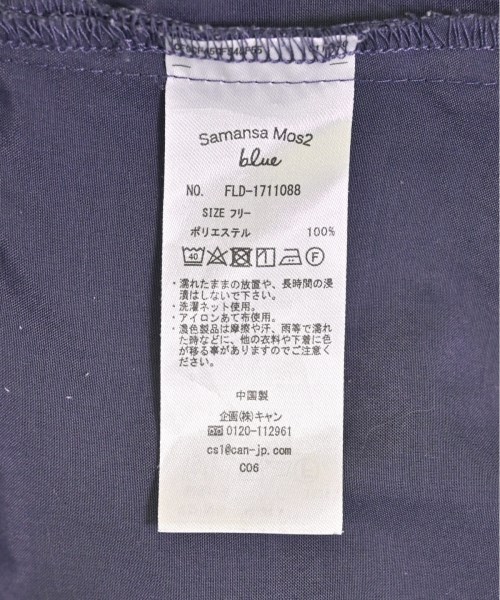 Samansa Mos2
blue
NO. FLD-1711088
SIZE フリー
ポリエステル 100%
40 F
・濡れたままの放置や、長時間の浸
漬はしないで下さい。
・洗濯ネット使用。
・アイロンあて布使用。
・濃色製品は摩擦や汗、雨等で濡れ
た時などに、他の衣料や下着に色
が移る事がありますのでご注意く
ださい。
中国製
企画(株)キャン
0120-112961
cs1@can-jp.com
C06